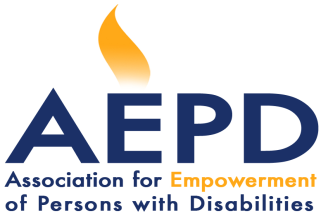 AEPD
Association for Empowerment
of Persons with Disabilities